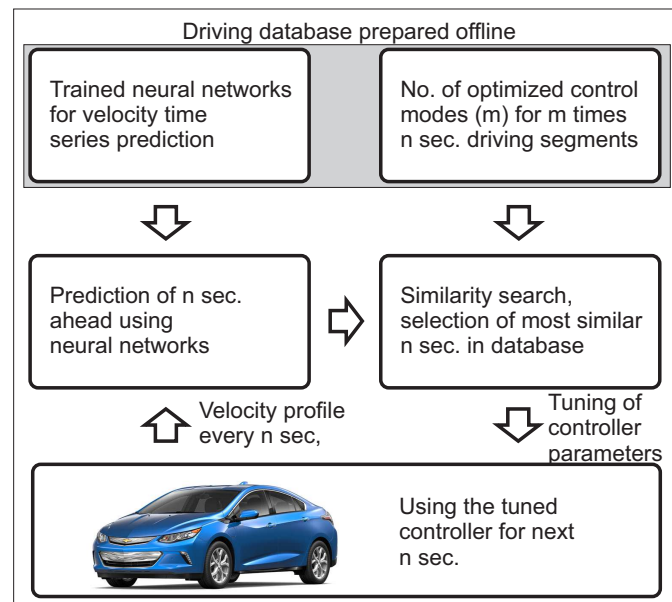 Driving database prepared offline
Trained neural networks
for velocity time
series prediction
No. of optimized control
modes (m) for m times
n sec. driving segments
Prediction of n sec.
ahead using
neural networks
Similarity search,
selection of most similar
n sec. in database
Velocity profile
every n sec,
Tuning of
controller
parameters
Using the tuned
controller for next
n sec.